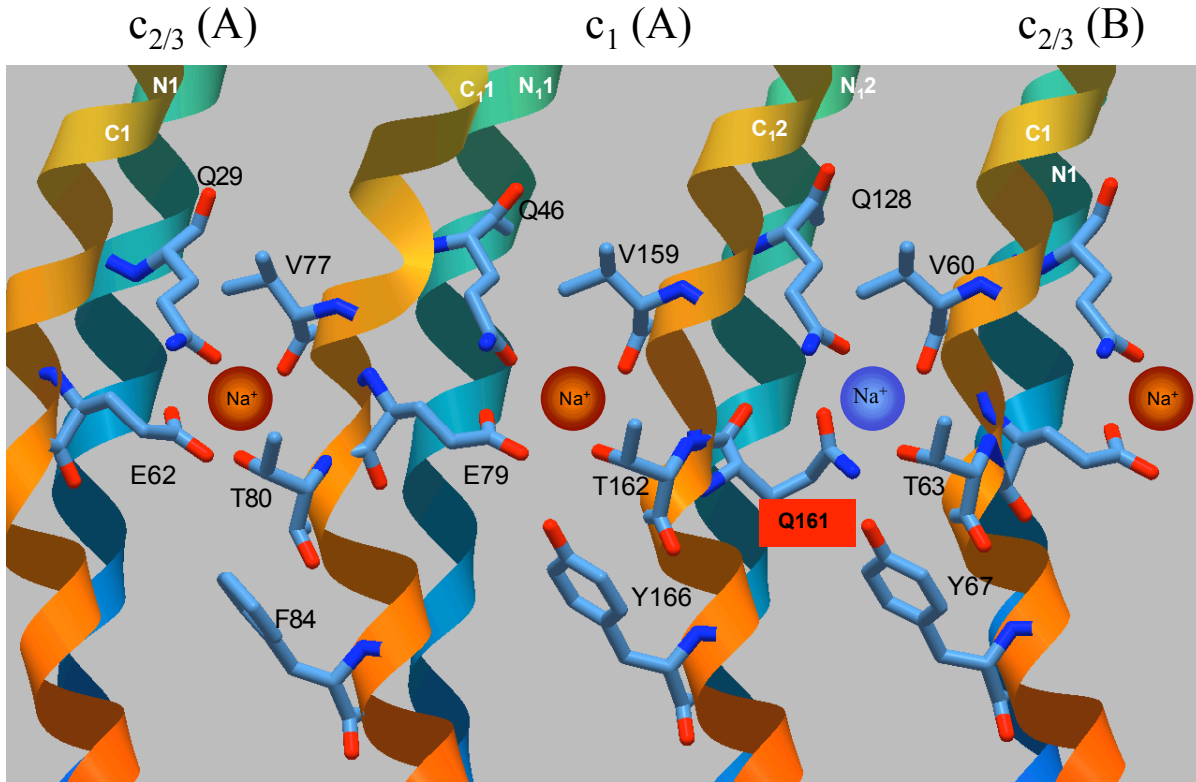 c2/3 (A) c1 (A) c2/3 (B)
N1 C11 N11 N12
C1 C12 C1
Q29 Q46 Q128 N1
V77 V159 V60
Na+ Na+ Na+ Na+
E62 T80 E79 T162 Q161 T63
F84 Y166 Y67